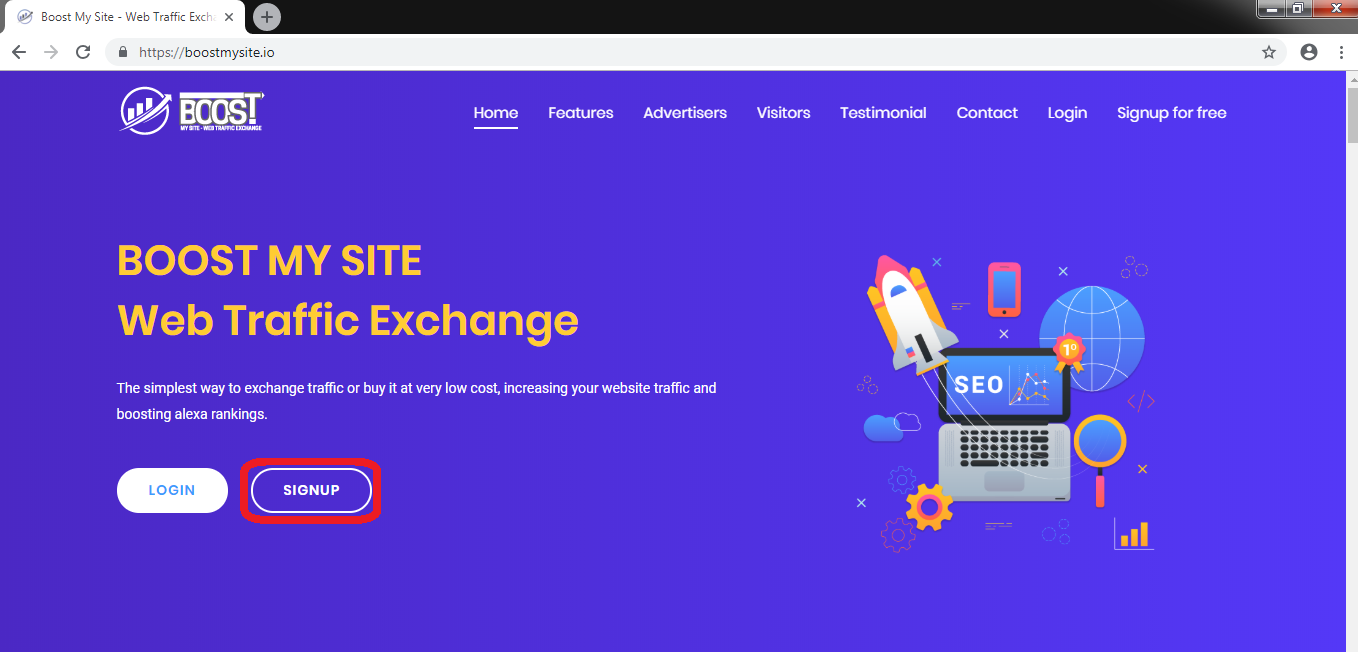 Boost My Site - Web Traffic Exch
https://boostmysite.io
BOOST!
MY SITE - WEB TRAFFIC EXCHANGE
Home
Features
Advertisers
Visitors
Testimonial
Contact
Login
Signup for free
BOOST MY SITE
Web Traffic Exchange
The simplest way to exchange traffic or buy it at very low cost, increasing your website traffic and
boosting alexa rankings.
LOGIN
SIGNUP
1º
SEO